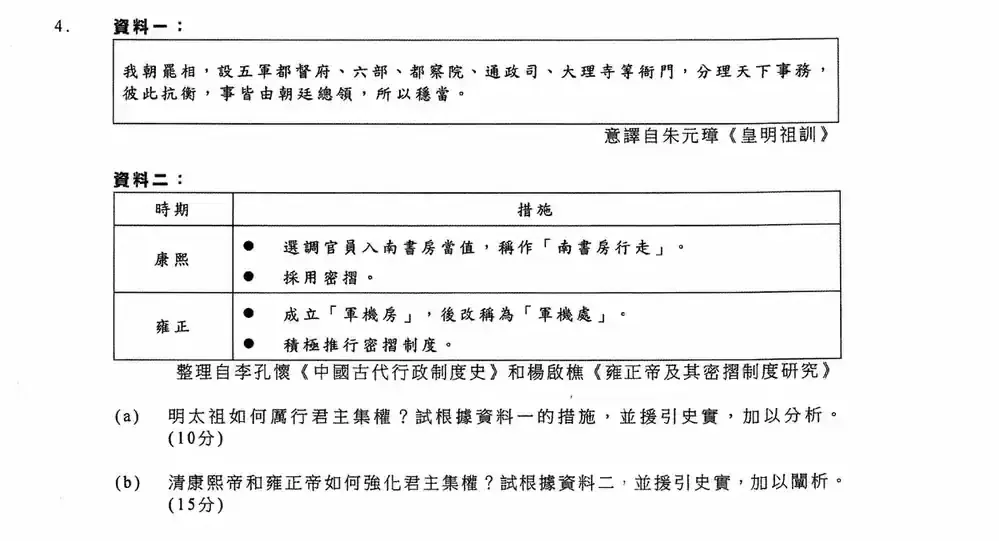 4. 資料一：
我朝罷相，設五軍都督府、六部、都察院、通政司、大理寺等衙門，分理天下事務，
彼此抗衡，事皆由朝廷總領，所以穩當。
意譯自朱元璋《皇明祖訓》
資料二：
時期 措施
康熙
● 選調官員入南書房當值，稱作「南書房行走」。
● 採用密摺。
雍正
● 成立「軍機房」，後改稱為「軍機處」。
● 積極推行密摺制度。
整理自李孔懷《中國古代行政制度史》和楊啟樵《雍正帝及其密摺制度研究》
(a) 明太祖如何厲行君主集權？試根據資料一的措施，並援引史實，加以分析。
(10分)
(b) 清康熙帝和雍正帝如何強化君主集權？試根據資料二，並援引史實，加以闡析。
(15分)